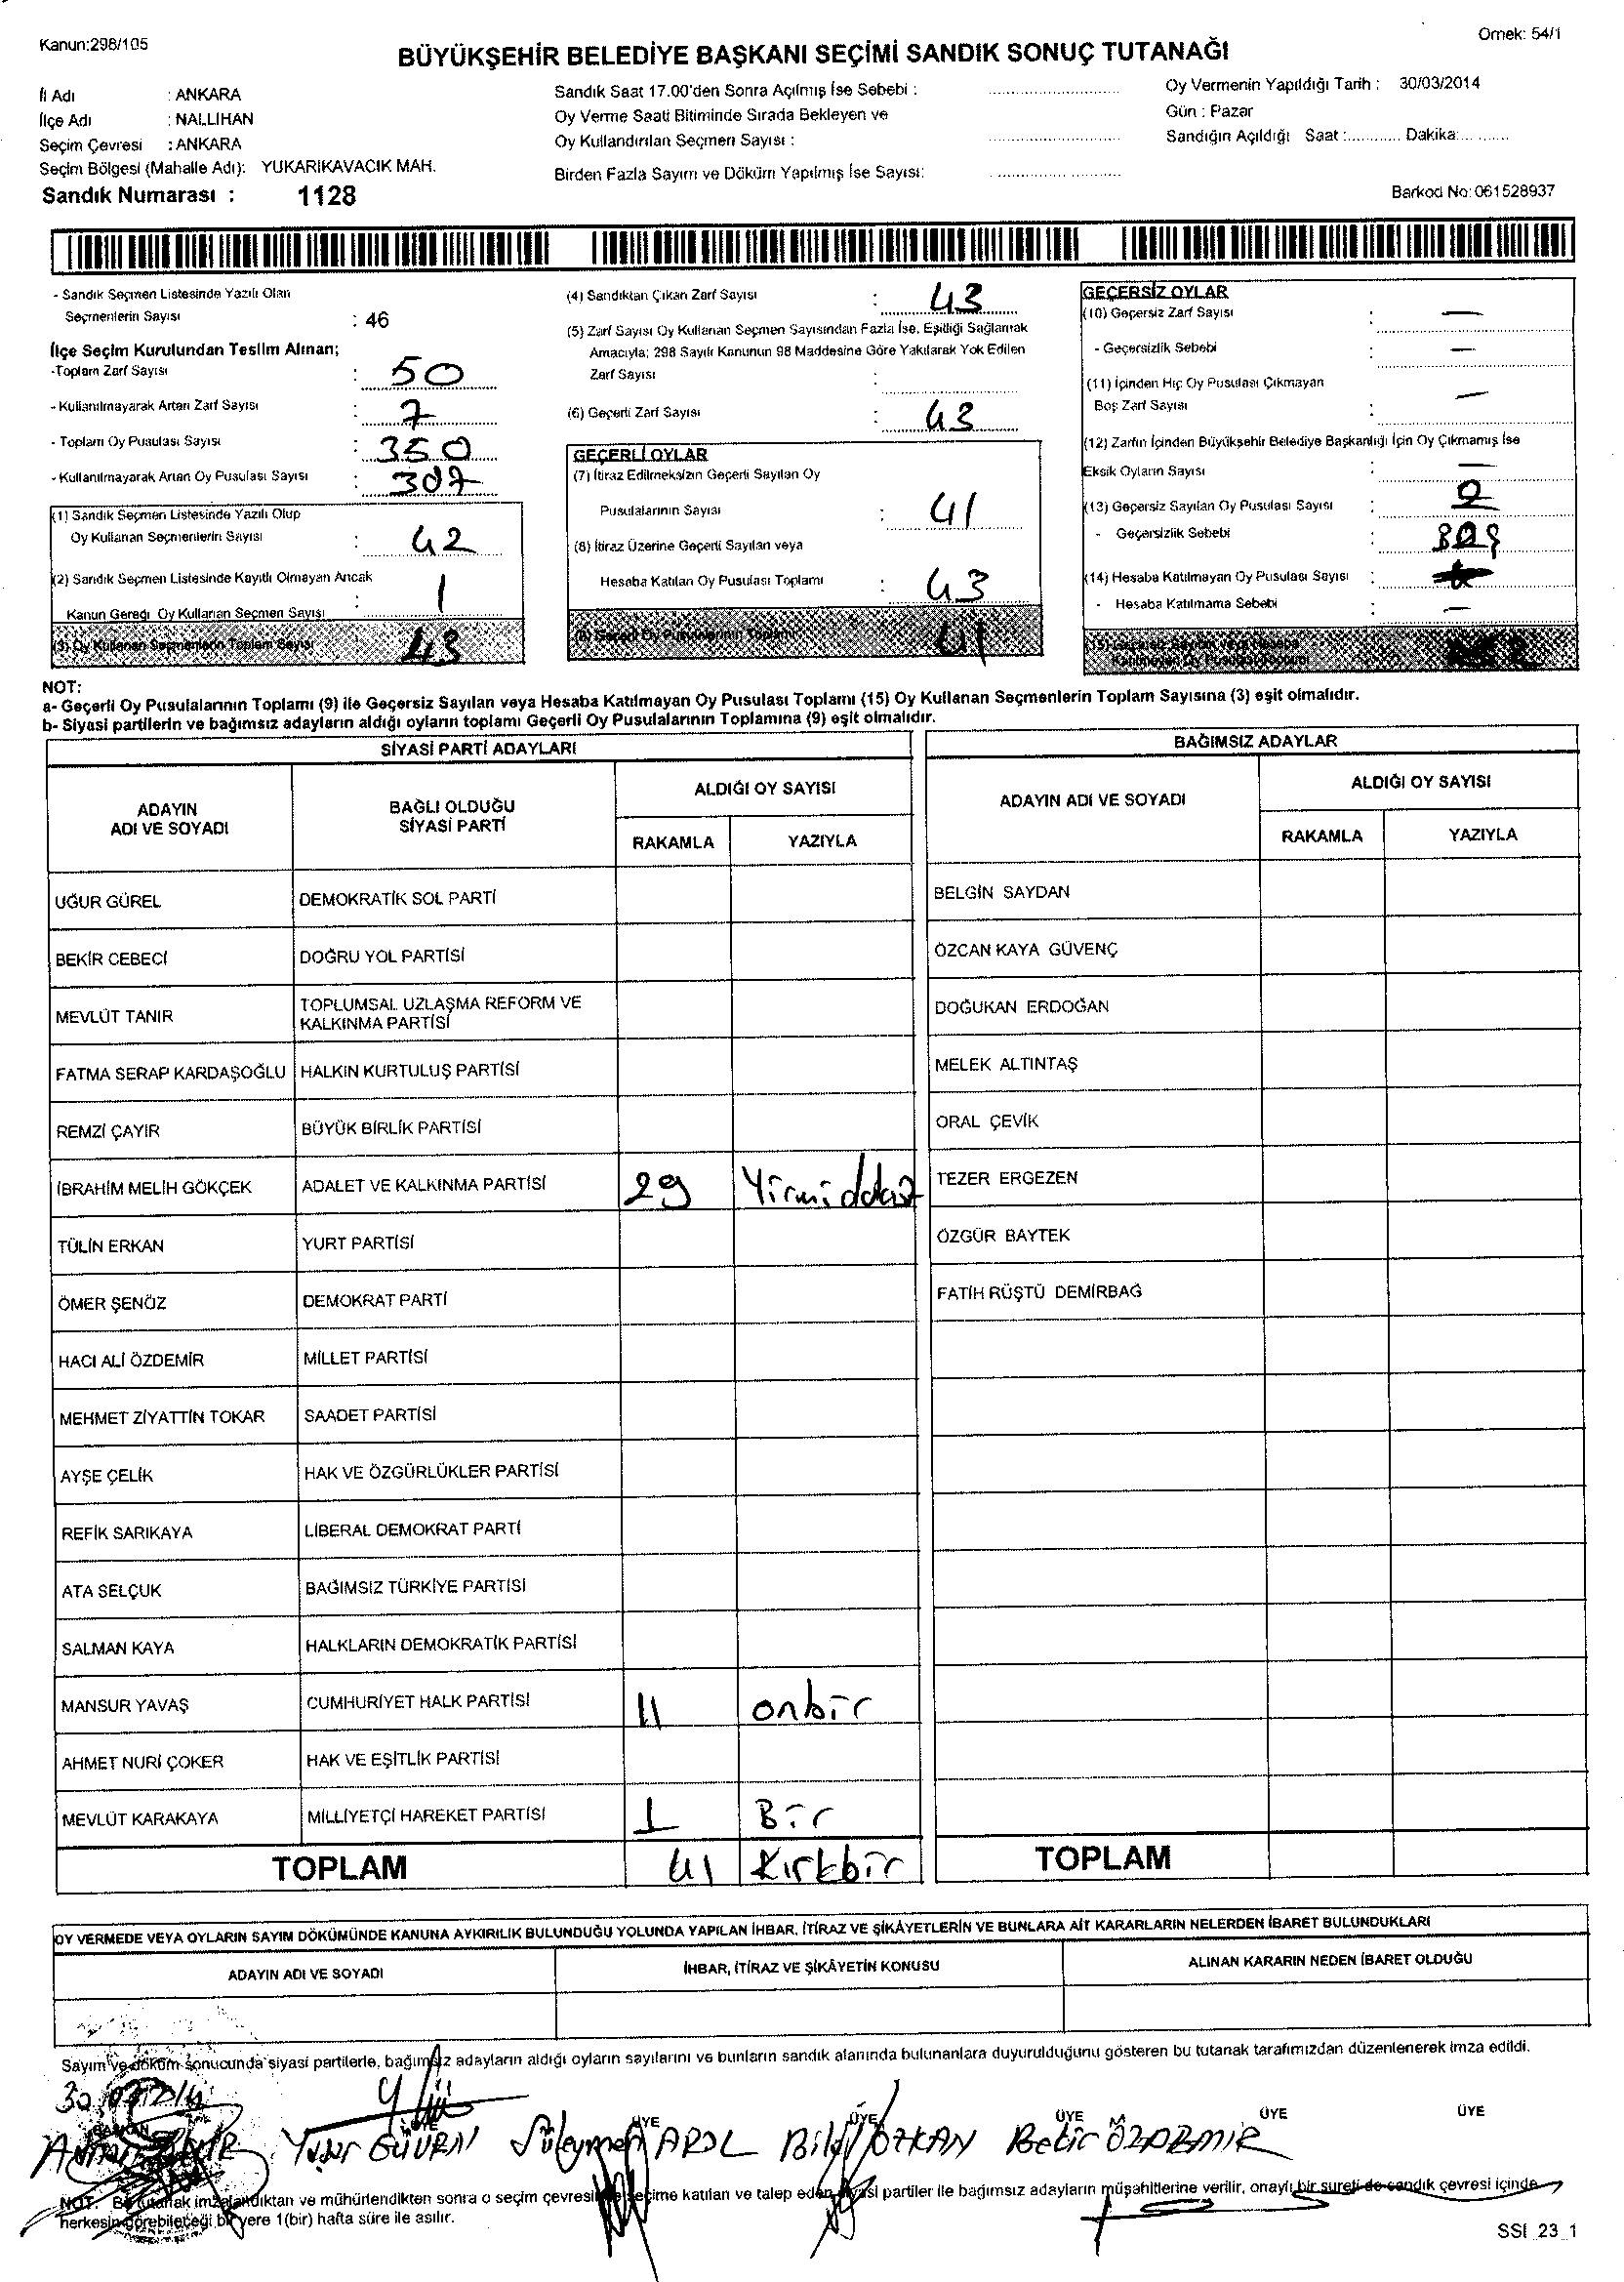 Kanun:298/105
Örnek: 54/1
BÜYÜKŞEHİR BELEDİYE BAŞKANI SEÇİMİ SANDIK SONUÇ TUTANAĞI
İl Adı : ANKARA
İlçe Adı : NALLIHAN
Seçim Çevresi : ANKARA
Seçim Bölgesi (Mahalle Adı): YUKARIKAVACIK MAH.
Sandık Numarası : 1128
Sandık Saat 17.00'den Sonra Açılmış İse Sebebi :
Oy Verme Saati Bitiminde Sırada Bekleyen ve
Oy Kullandırılan Seçmen Sayısı :
Birden Fazla Sayım ve Döküm Yapılmış İse Sayısı:
Oy Vermenin Yapıldığı Tarih : 30/03/2014
Gün : Pazar
Sandığın Açıldığı Saat :............ Dakika:............
Barkod No: 061528937
- Sandık Seçmen Listesinde Yazılı Olan
Seçmenlerin Sayısı : 46
İlçe Seçim Kurulundan Teslim Alınan;
-Toplam Zarf Sayısı : 50
- Kullanılmayarak Artan Zarf Sayısı : 7
- Toplam Oy Pusulası Sayısı : 350
- Kullanılmayarak Artan Oy Pusulası Sayısı : 307
(1) Sandık Seçmen Listesinde Yazılı Olup
Oy Kullanan Seçmenlerin Sayısı : 42
(2) Sandık Seçmen Listesinde Kayıtlı Olmayan Ancak
Kanun Gereği Oy Kullanan Seçmen Sayısı : 1
(3) Oy Kullanan Seçmenlerin Toplam Sayısı 43
(4) Sandıktan Çıkan Zarf Sayısı : 43
(5) Zarf Sayısı Oy Kullanan Seçmen Sayısından Fazla İse, Eşitliği Sağlamak
Amacıyla; 298 Sayılı Kanunun 98 Maddesine Göre Yakılarak Yok Edilen
Zarf Sayısı :
(6) Geçerli Zarf Sayısı : 43
GEÇERLİ OYLAR
(7) İtiraz Edilmeksizin Geçerli Sayılan Oy
Pusulalarının Sayısı : 41
(8) İtiraz Üzerine Geçerli Sayılan veya
Hesaba Katılan Oy Pusulası Toplamı : 43
(9) Geçerli Oy Pusulalarının Toplamı 41
GEÇERSİZ OYLAR
(10) Geçersiz Zarf Sayısı : —
- Geçersizlik Sebebi : —
(11) İçinden Hiç Oy Pusulası Çıkmayan
Boş Zarf Sayısı : —
(12) Zarfın İçinden Büyükşehir Belediye Başkanlığı İçin Oy Çıkmamış İse
Eksik Oyların Sayısı : —
(13) Geçersiz Sayılan Oy Pusulası Sayısı : 2
- Geçersizlik Sebebi : Boş
(14) Hesaba Katılmayan Oy Pusulası Sayısı :
- Hesaba Katılmama Sebebi : —
(15) Geçersiz Sayılan veya Hesaba
Katılmayan Oy Pusulası Toplamı
NOT:
a- Geçerli Oy Pusulalarının Toplamı (9) ile Geçersiz Sayılan veya Hesaba Katılmayan Oy Pusulası Toplamı (15) Oy Kullanan Seçmenlerin Toplam Sayısına (3) eşit olmalıdır.
b- Siyasi partilerin ve bağımsız adayların aldığı oyların toplamı Geçerli Oy Pusulalarının Toplamına (9) eşit olmalıdır.
SİYASİ PARTİ ADAYLARI
ADAYIN ADI VE SOYADI
BAĞLI OLDUĞU SİYASİ PARTİ
ALDIĞI OY SAYISI
RAKAMLA YAZIYLA
UĞUR GÜREL DEMOKRATİK SOL PARTİ
BEKİR CEBECİ DOĞRU YOL PARTİSİ
MEVLÜT TANIR TOPLUMSAL UZLAŞMA REFORM VE KALKINMA PARTİSİ
FATMA SERAP KARDAŞOĞLU HALKIN KURTULUŞ PARTİSİ
REMZİ ÇAYIR BÜYÜK BİRLİK PARTİSİ
İBRAHİM MELİH GÖKÇEK ADALET VE KALKINMA PARTİSİ 29 Yirmidokuz
TÜLİN ERKAN YURT PARTİSİ
ÖMER ŞENÖZ DEMOKRAT PARTİ
HACI ALİ ÖZDEMİR MİLLET PARTİSİ
MEHMET ZİYATTİN TOKAR SAADET PARTİSİ
AYŞE ÇELİK HAK VE ÖZGÜRLÜKLER PARTİSİ
REFİK SARIKAYA LİBERAL DEMOKRAT PARTİ
ATA SELÇUK BAĞIMSIZ TÜRKİYE PARTİSİ
SALMAN KAYA HALKLARIN DEMOKRATİK PARTİSİ
MANSUR YAVAŞ CUMHURİYET HALK PARTİSİ 11 onbir
AHMET NURİ ÇOKER HAK VE EŞİTLİK PARTİSİ
MEVLÜT KARAKAYA MİLLİYETÇİ HAREKET PARTİSİ 1 Bir
TOPLAM 41 Kırkbir
BAĞIMSIZ ADAYLAR
ADAYIN ADI VE SOYADI
ALDIĞI OY SAYISI
RAKAMLA YAZIYLA
BELGİN SAYDAN
ÖZCAN KAYA GÜVENÇ
DOĞUKAN ERDOĞAN
MELEK ALTINTAŞ
ORAL ÇEVİK
TEZER ERGEZEN
ÖZGÜR BAYTEK
FATİH RÜŞTÜ DEMİRBAĞ
TOPLAM
OY VERMEDE VEYA OYLARIN SAYIM DÖKÜMÜNDE KANUNA AYKIRILIK BULUNDUĞU YOLUNDA YAPILAN İHBAR, İTİRAZ VE ŞİKÂYETLERİN VE BUNLARA AİT KARARLARIN NELERDEN İBARET BULUNDUKLARI
ADAYIN ADI VE SOYADI
İHBAR, İTİRAZ VE ŞİKÂYETİN KONUSU
ALINAN KARARIN NEDEN İBARET OLDUĞU
Sayım ve döküm sonucunda siyasi partilerle, bağımsız adayların aldığı oyların sayılarını ve bunların sandık alanında bulunanlara duyurulduğunu gösteren bu tutanak tarafımızdan düzenlenerek imza edildi.
ÜYE ÜYE ÜYE ÜYE ÜYE
Yaşar GÜVEN Süleyman AROL ÖZKAN Bekir ÖZDEMİR
NOT: Bu tutanak imzalandıktan ve mühürlendikten sonra o seçim çevresinde seçime katılan ve talep eden siyasi partiler ile bağımsız adayların müşahitlerine verilir, onaylı bir sureti de sandık çevresi içinde
herkesin görebileceği bir yere 1(bir) hafta süre ile asılır.
SSI_23_1